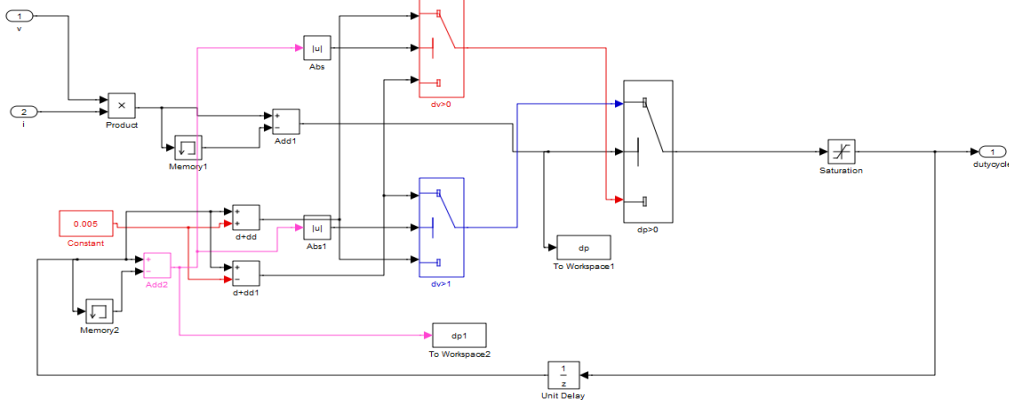 1
v
2
i
×
Product
Memory1
+
−
Add1
|u|
Abs
dv>0
0.005
Constant
+
+
d+dd
+
−
Add2
+
−
d+dd1
Memory2
|u|
Abs1
dv>1
dp>0
dp
To Workspace1
dp1
To Workspace2
Saturation
1
dutycycle
1
z
Unit Delay